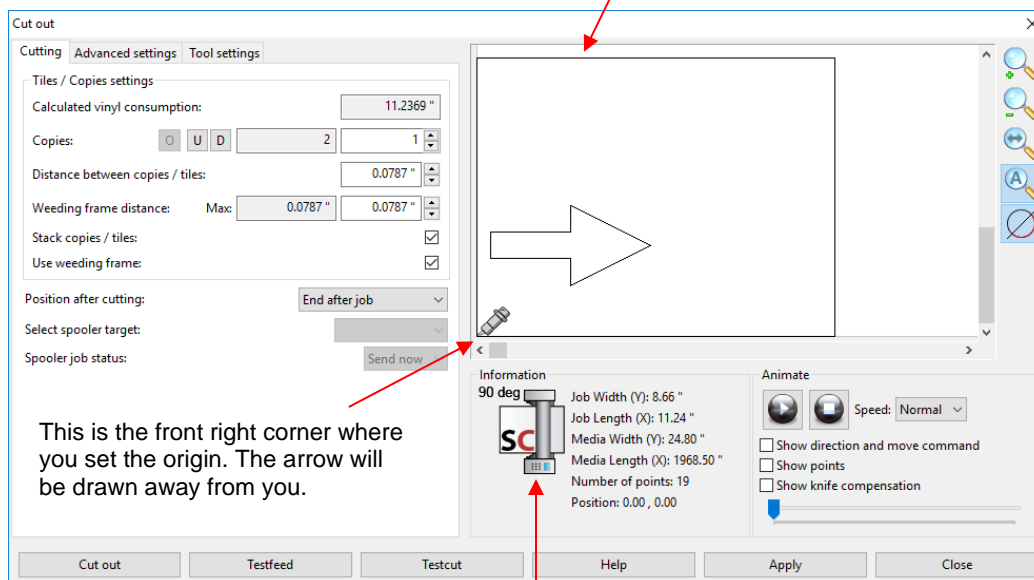 Cut out
Cutting Advanced settings Tool settings
Tiles / Copies settings
Calculated vinyl consumption: 11.2369 "
Copies: O U D 2 1
Distance between copies / tiles: 0.0787 "
Weeding frame distance: Max: 0.0787 " 0.0787 "
Stack copies / tiles:
Use weeding frame:
Position after cutting: End after job
Select spooler target:
Spooler job status: Send now
This is the front right corner where
you set the origin. The arrow will
be drawn away from you.
A
Information
90 deg
SC
Job Width (Y): 8.66 "
Job Length (X): 11.24 "
Media Width (Y): 24.80 "
Media Length (X): 1968.50 "
Number of points: 19
Position: 0.00 , 0.00
Animate
Speed: Normal
Show direction and move command
Show points
Show knife compensation
Cut out Testfeed Testcut Help Apply Close